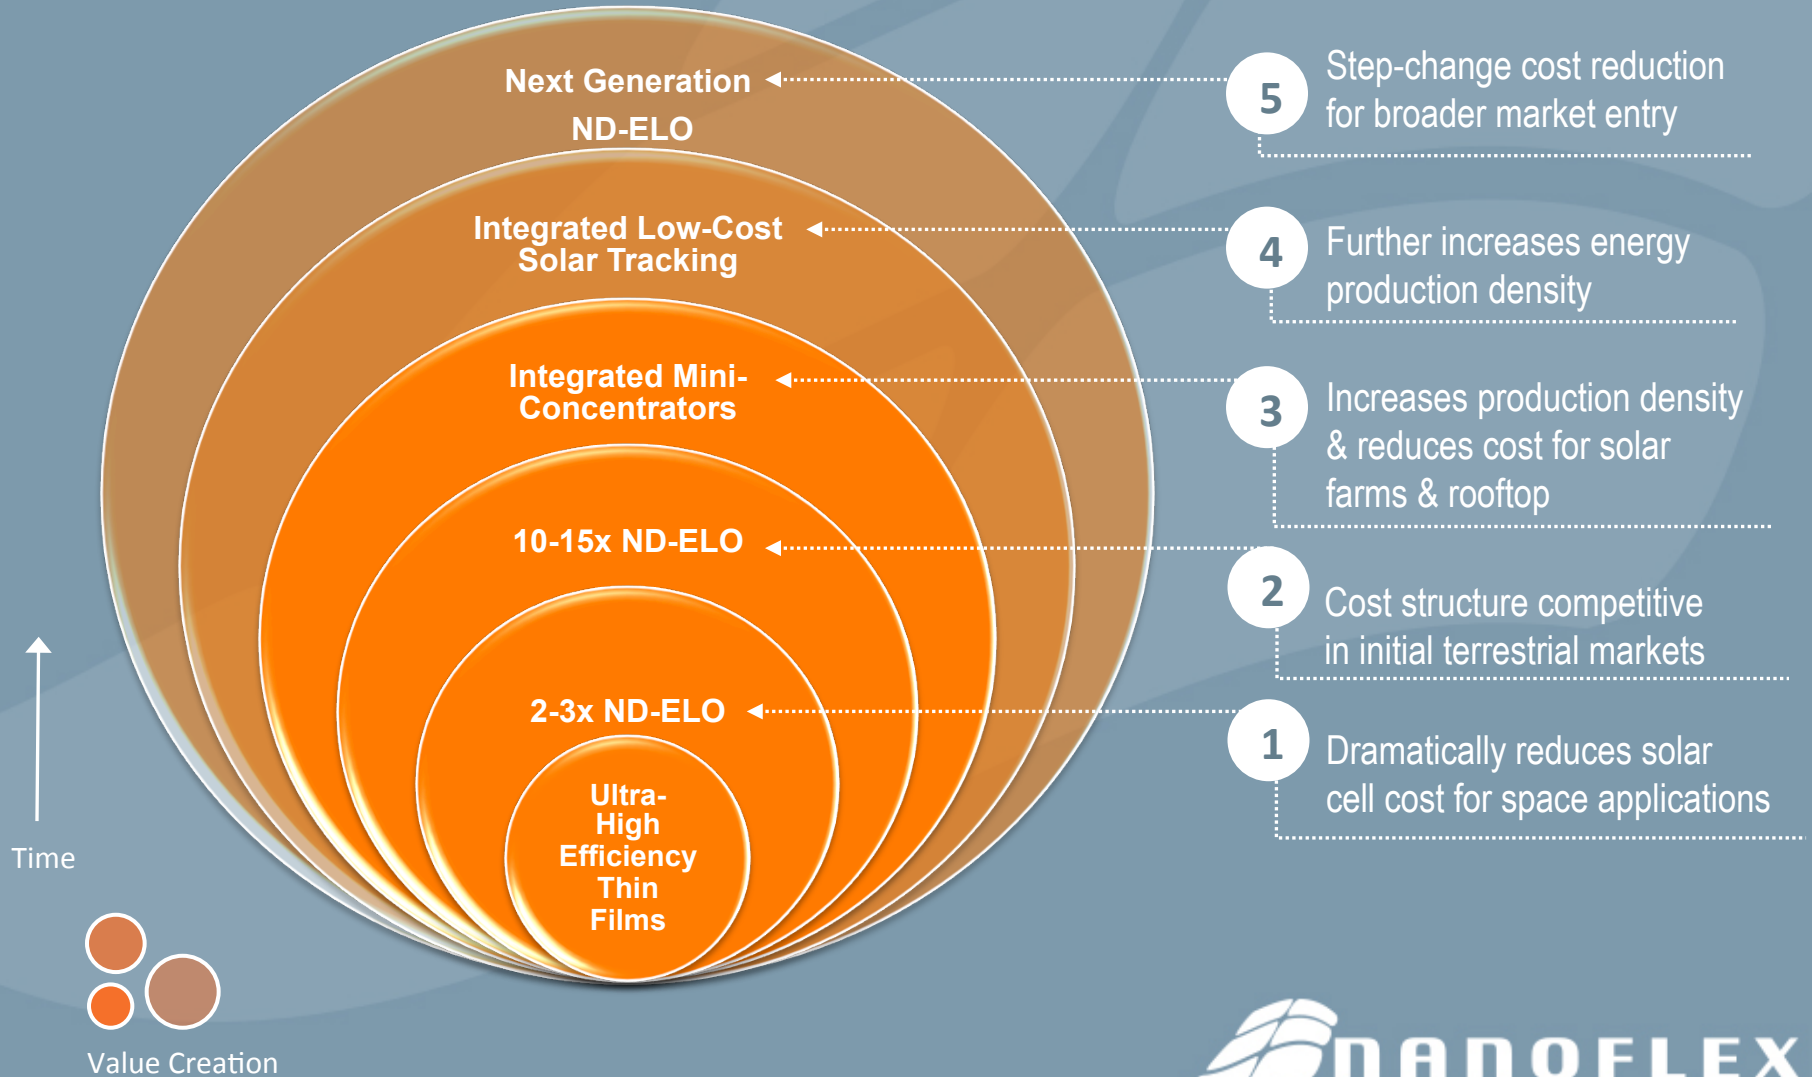 Next Generation
ND-ELO
Integrated Low-Cost
Solar Tracking
Integrated Mini-
Concentrators
10-15x ND-ELO
2-3x ND-ELO
Ultra-
High
Efficiency
Thin
Films
5
Step-change cost reduction
for broader market entry
4
Further increases energy
production density
3
Increases production density
& reduces cost for solar
farms & rooftop
2
Cost structure competitive
in initial terrestrial markets
1
Dramatically reduces solar
cell cost for space applications
Time
Value Creation
NANOFLEX